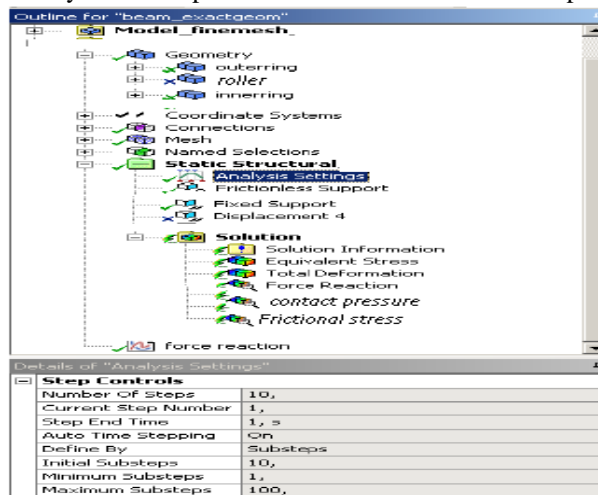 Outline for "beam_exactgeom"
Model_finemesh
Geometry
outerring
roller
innerring
Coordinate Systems
Connections
Mesh
Named Selections
Static Structural
Analysis Settings
Frictionless Support
Fixed Support
Displacement 4
Solution
Solution Information
Equivalent Stress
Total Deformation
Force Reaction
contact pressure
Frictional stress
force reaction
Details of "Analysis Settings"
Step Controls
Number Of Steps 10,
Current Step Number 1,
Step End Time 1, s
Auto Time Stepping On
Define By Substeps
Initial Substeps 10,
Minimum Substeps 1,
Maximum Substeps 100,